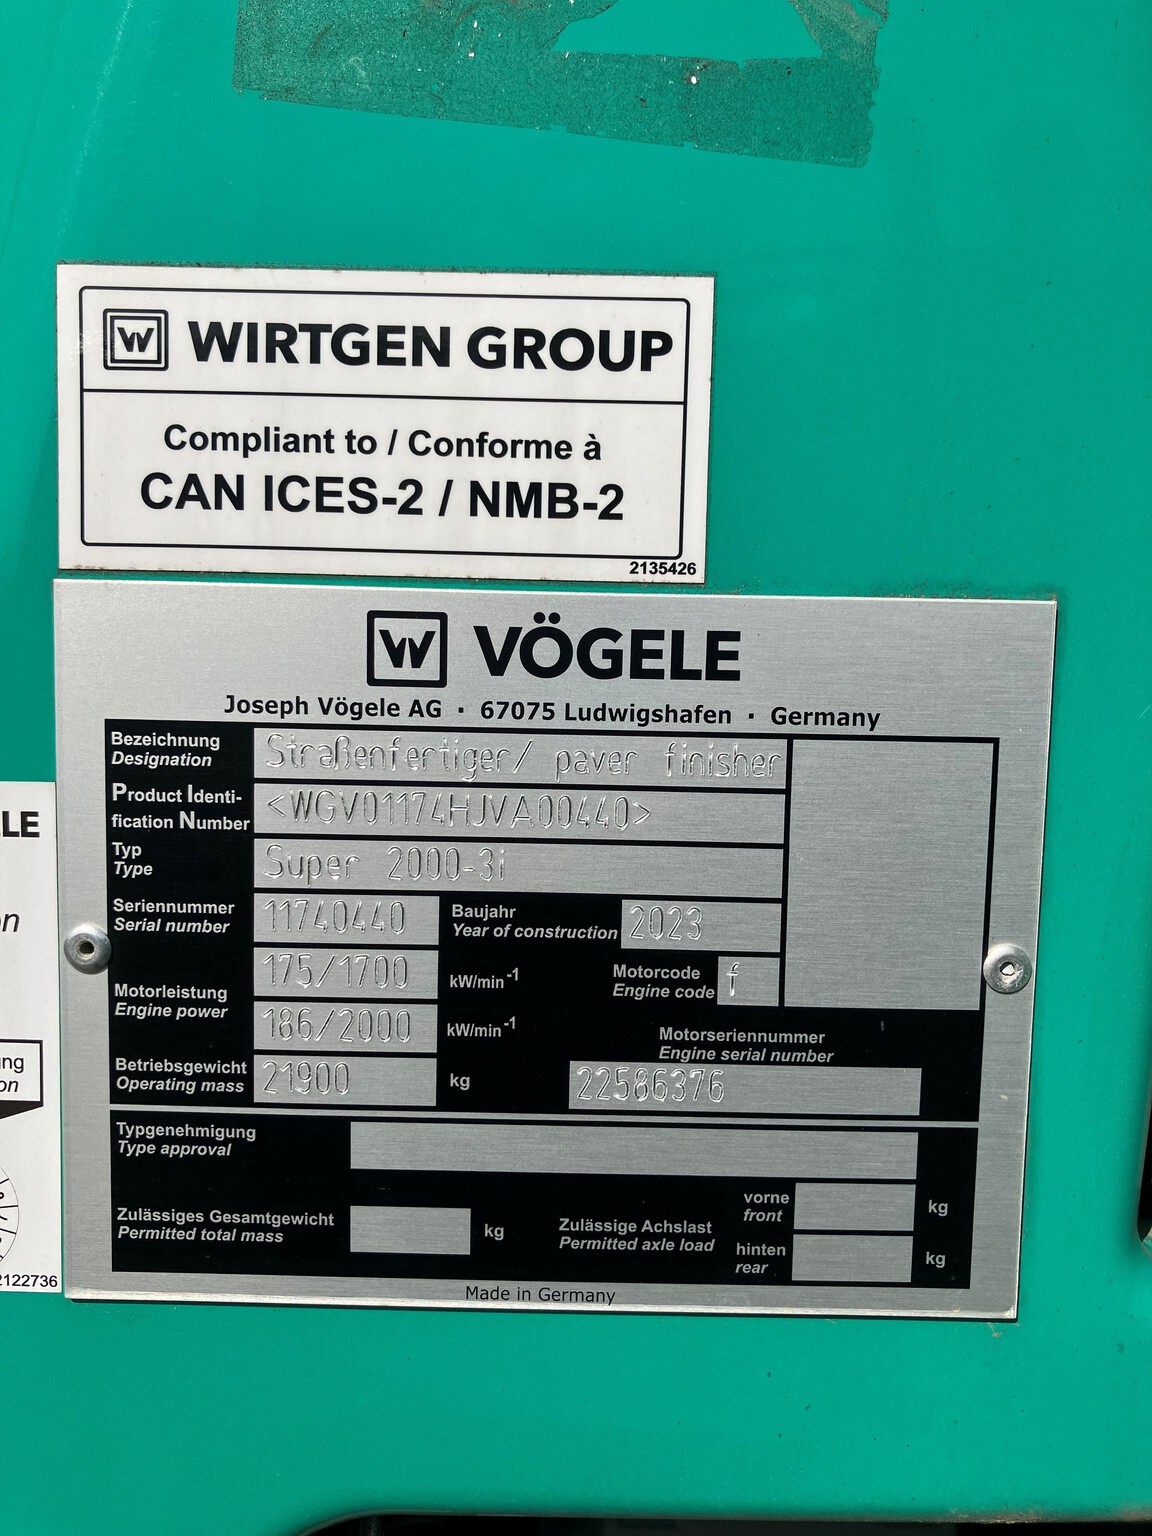 WIRTGEN GROUP
Compliant to / Conforme à
CAN ICES-2 / NMB-2
2135426
VÖGELE
Joseph Vögele AG · 67075 Ludwigshafen · Germany
Bezeichnung
Designation
Straßenfertiger/ paver finisher
Product Identi-
fication Number
<WGV01174HJVA00440>
Typ
Type
Super 2000-3i
Seriennummer
Serial number
11740440
Baujahr
Year of construction
2023
Motorleistung
Engine power
175/1700
kW/min-1
186/2000
kW/min-1
Motorcode
Engine code
f
Motorseriennummer
Engine serial number
22586376
Betriebsgewicht
Operating mass
21900
kg
Typgenehmigung
Type approval
Zulässiges Gesamtgewicht
Permitted total mass
kg
Zulässige Achslast
Permitted axle load
vorne
front
kg
hinten
rear
kg
Made in Germany
LE
on
2122736